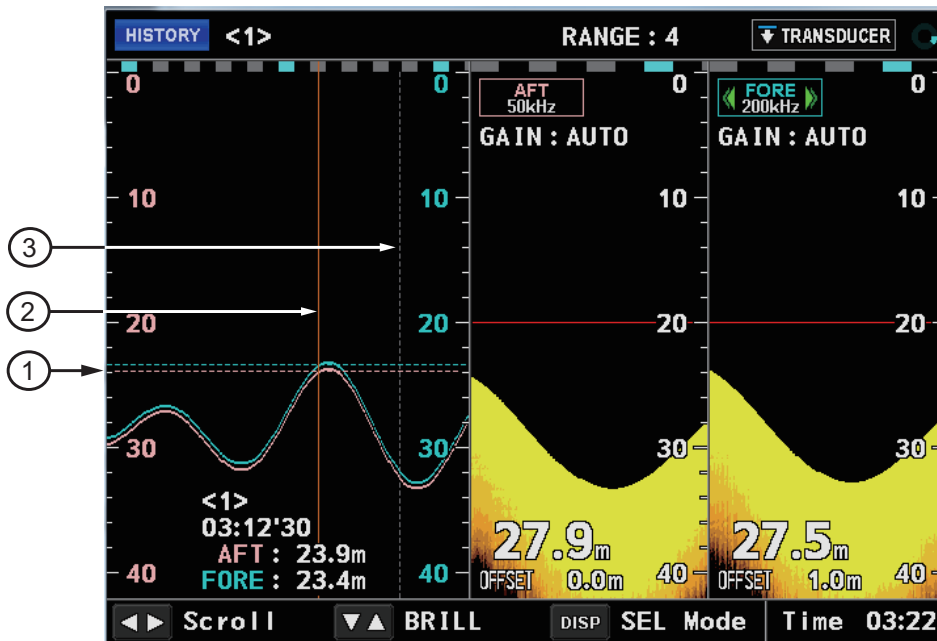 HISTORY <1> RANGE : 4 TRANSDUCER
0 0 AFT 50kHz 0 FORE 200kHz 0
GAIN : AUTO GAIN : AUTO
10 10 10 10
3
2
20 20 20 20
1
30 30 30 30
<1>
03:12'30
AFT : 23.9m
FORE : 23.4m
27.9m 27.5m
40 40 OFFSET 0.0m 40 OFFSET 1.0m 40
Scroll BRILL DISP SEL Mode Time 03:22